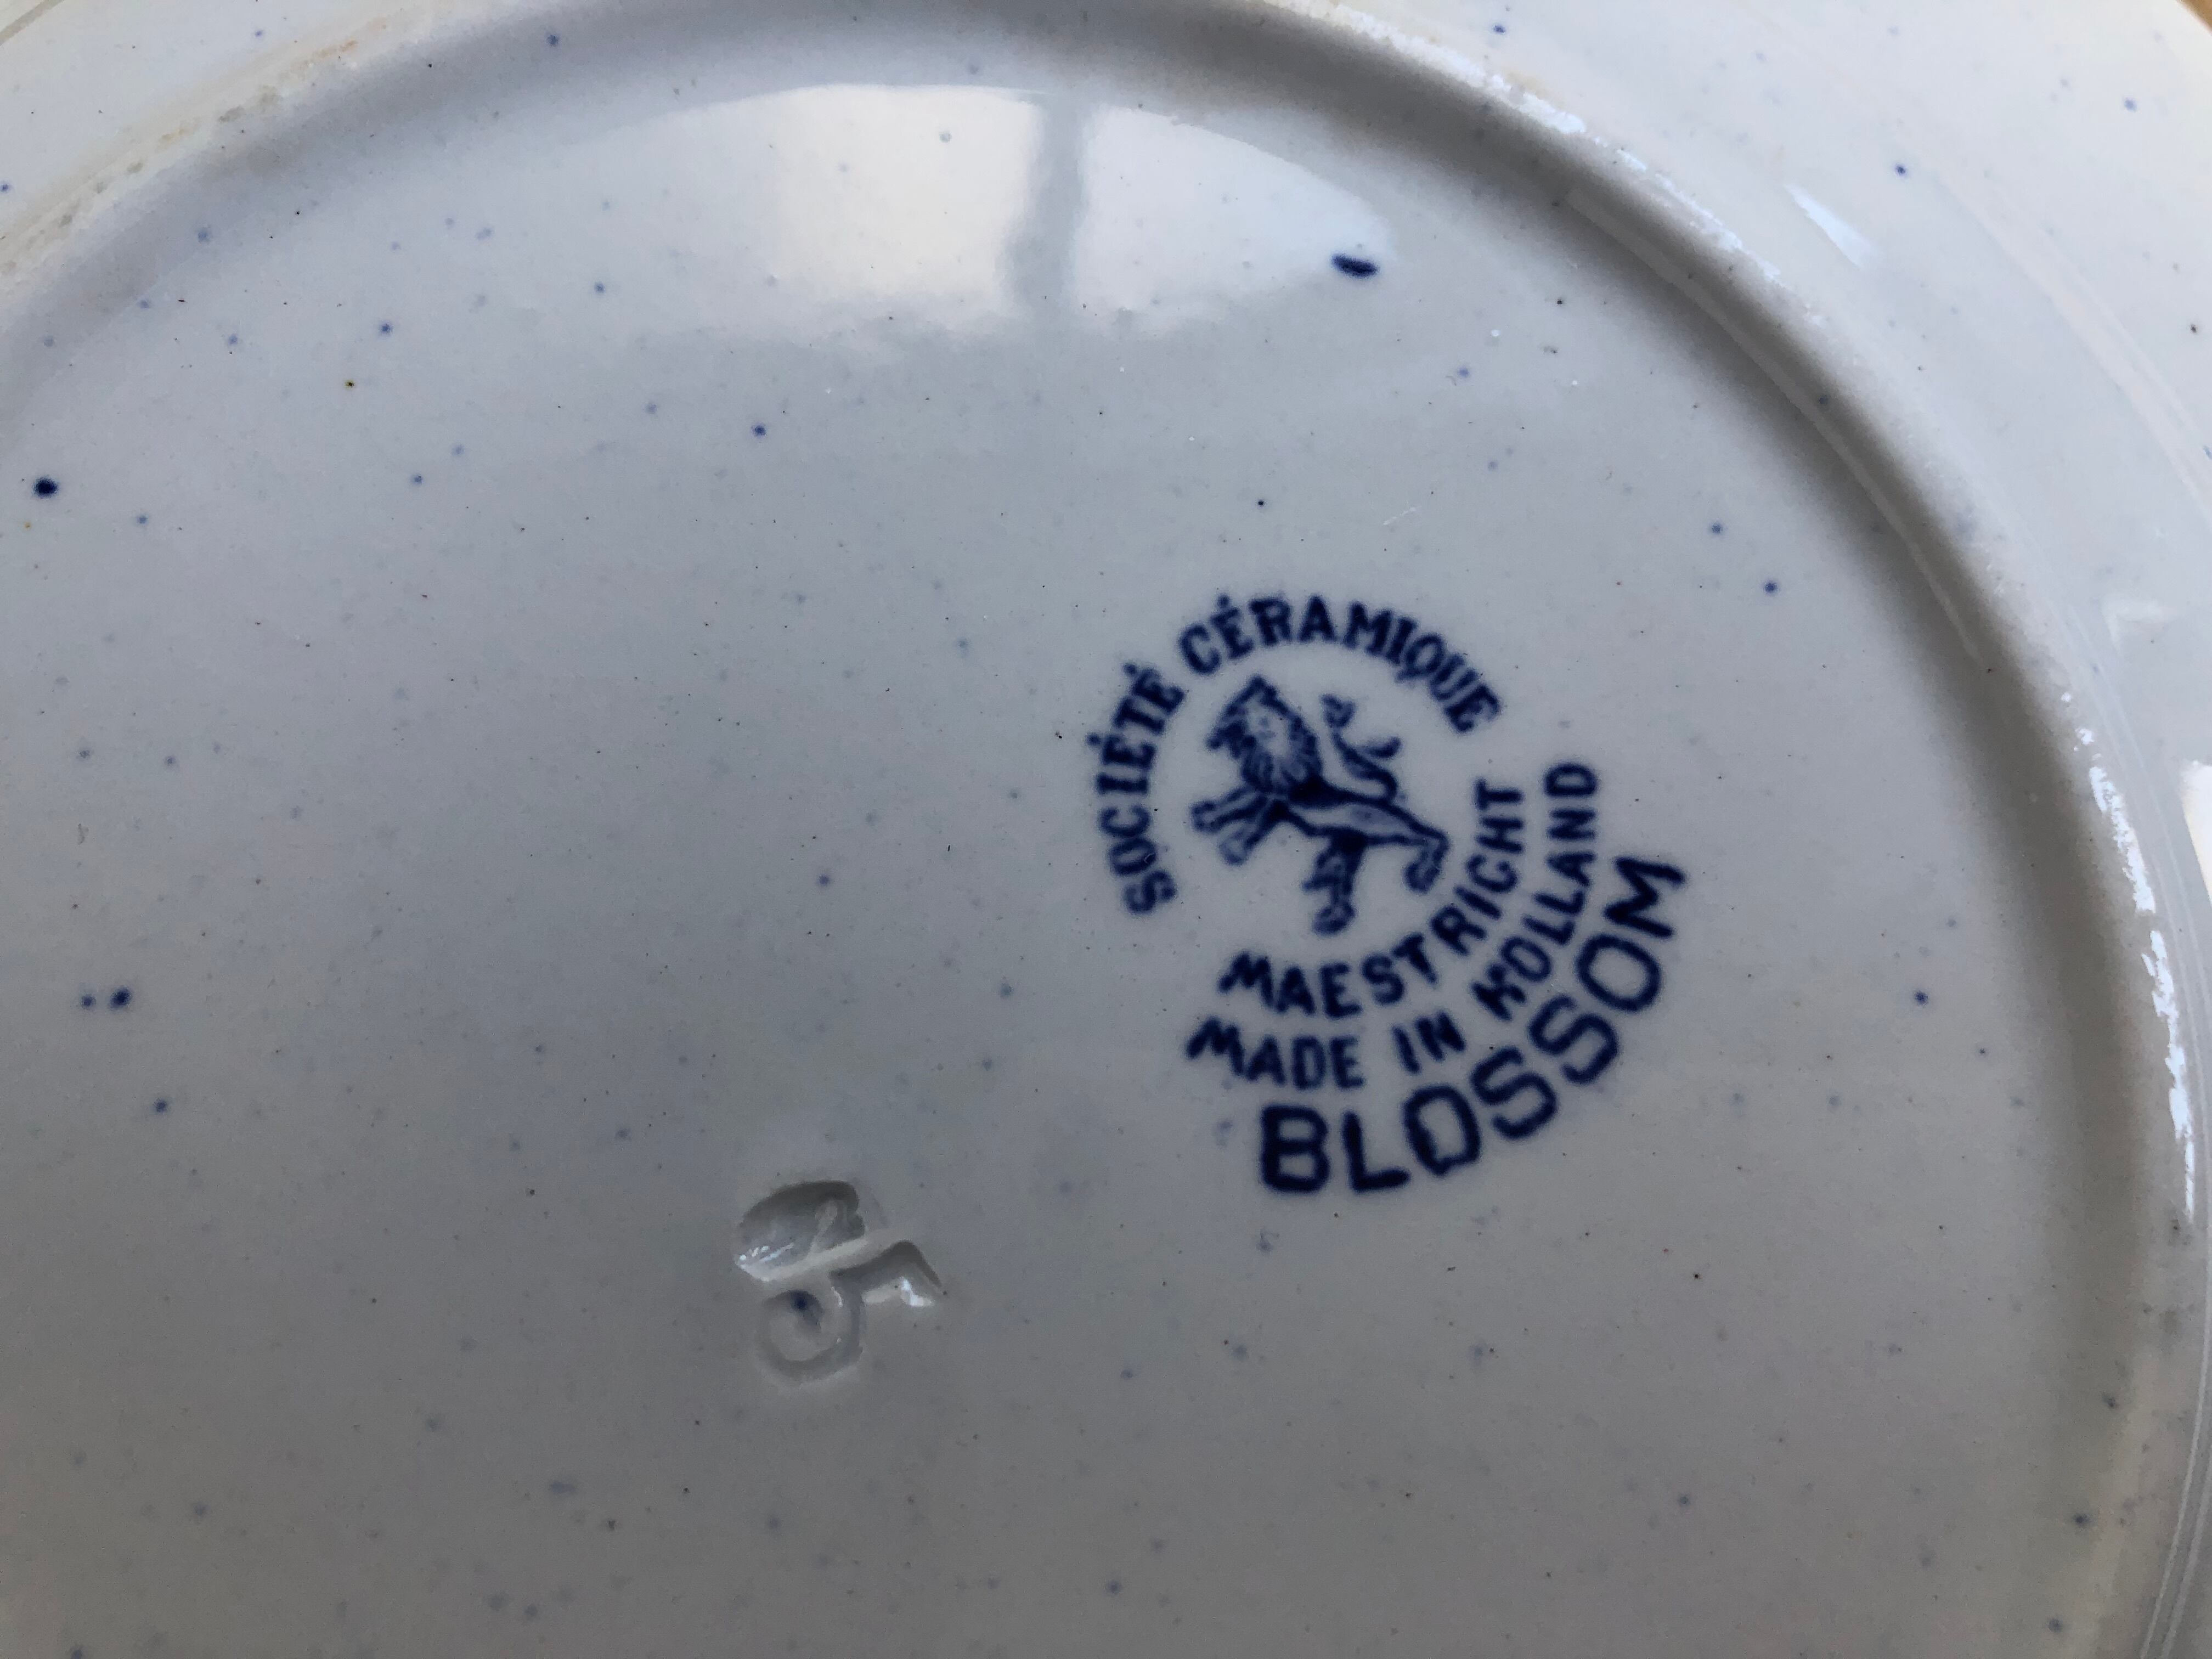 SOCIÉTÉ CÉRAMIQUE
MAESTRICHT
MADE IN HOLLAND
BLOSSOM